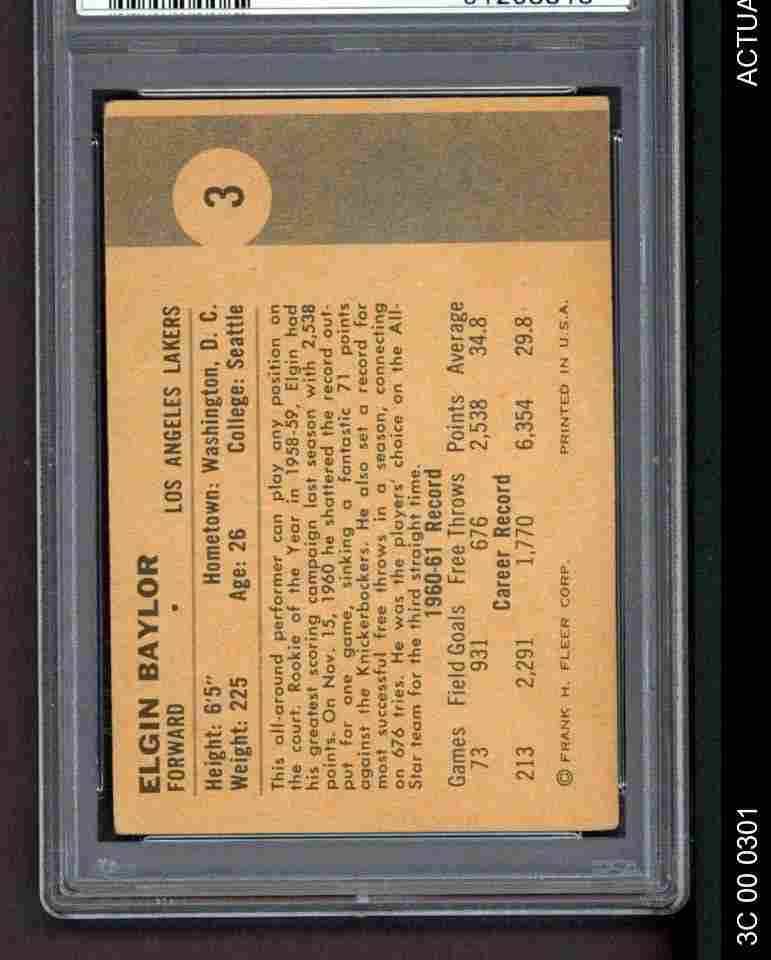 3
ELGIN BAYLOR
FORWARD LOS ANGELES LAKERS
Height: 6'5" Hometown: Washington, D. C.
Weight: 225 Age: 26 College: Seattle
This all-around performer can play any position on
the court. Rookie of the Year in 1958-59, Elgin had
his greatest scoring campaign last season with 2,538
points. On Nov. 15, 1960 he shattered the record out-
put for one game, sinking a fantastic 71 points
against the Knickerbockers. He also set a record for
most successful free throws in a season, connecting
on 676 tries. He was the players' choice on the All-
Star team for the third straight time.
1960-61 Record
Games Field Goals Free Throws Points Average
73 931 676 2,538 34.8
Career Record
213 2,291 1,770 6,354 29.8
© FRANK H. FLEER CORP. PRINTED IN U.S.A.
3C 00 0301